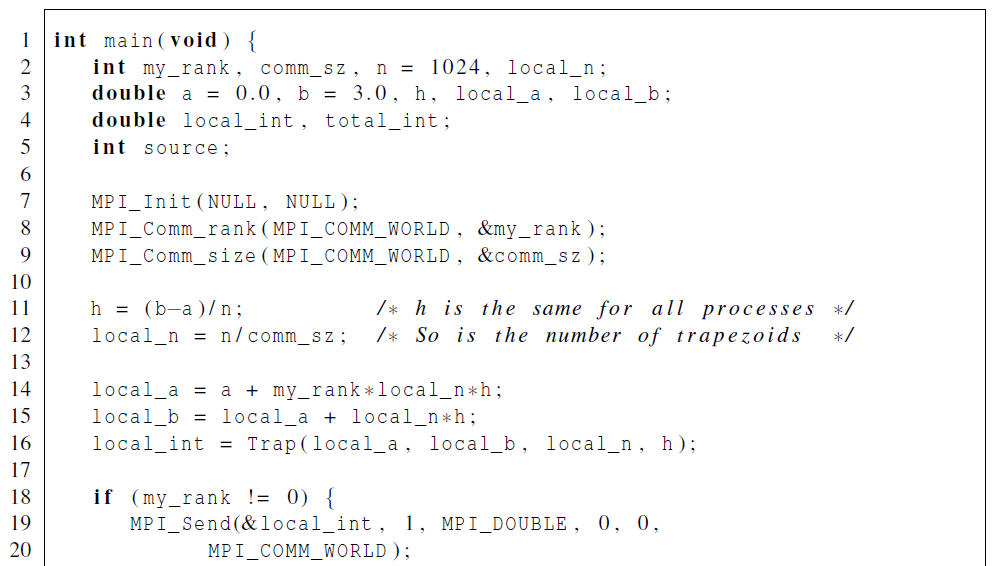 1 int main(void) {
2 int my_rank, comm_sz, n = 1024, local_n;
3 double a = 0.0, b = 3.0, h, local_a, local_b;
4 double local_int, total_int;
5 int source;
6
7 MPI_Init(NULL, NULL);
8 MPI_Comm_rank(MPI_COMM_WORLD, &my_rank);
9 MPI_Comm_size(MPI_COMM_WORLD, &comm_sz);
10
11 h = (b−a)/n; /* h is the same for all processes */
12 local_n = n/comm_sz; /* So is the number of trapezoids */
13
14 local_a = a + my_rank*local_n*h;
15 local_b = local_a + local_n*h;
16 local_int = Trap(local_a, local_b, local_n, h);
17
18 if (my_rank != 0) {
19 MPI_Send(&local_int, 1, MPI_DOUBLE, 0, 0,
20 MPI_COMM_WORLD);